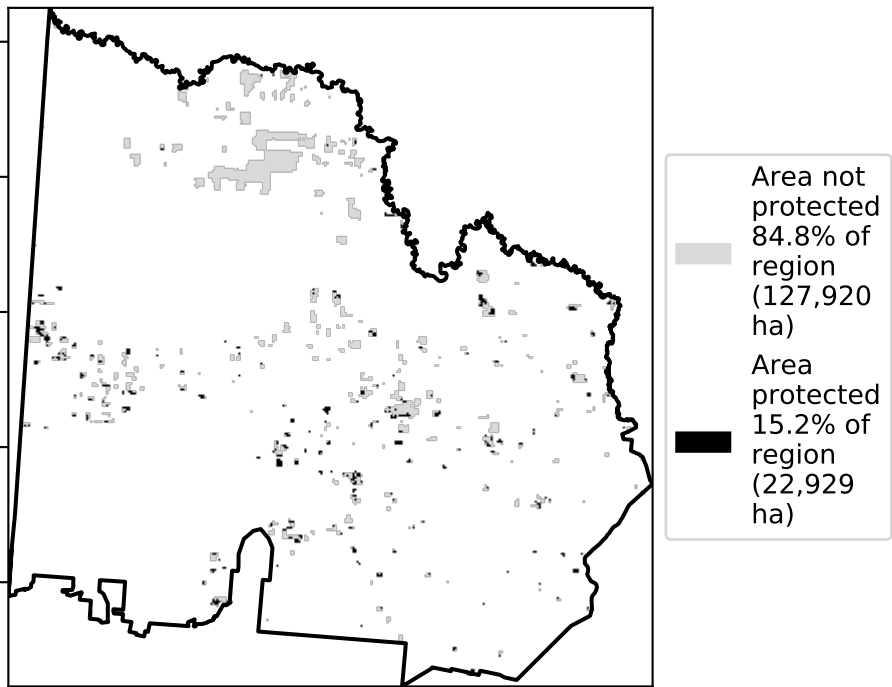 Area not
protected
84.8% of
region
(127,920
ha)
Area
protected
15.2% of
region
(22,929
ha)